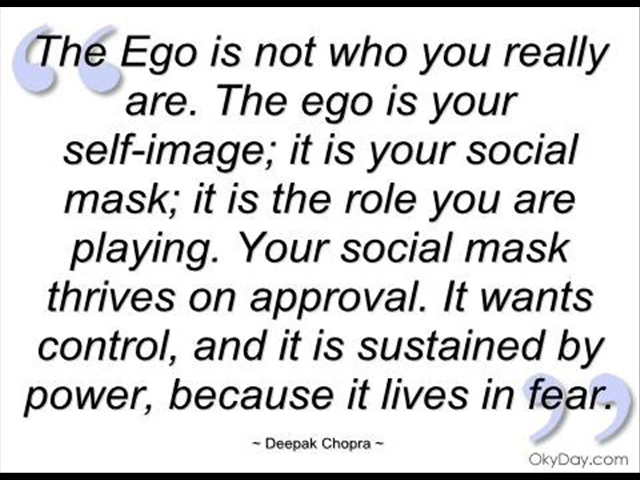 The Ego is not who you really
are. The ego is your
self-image; it is your social
mask; it is the role you are
playing. Your social mask
thrives on approval. It wants
control, and it is sustained by
power, because it lives in fear.
~ Deepak Chopra ~
OkyDay.com